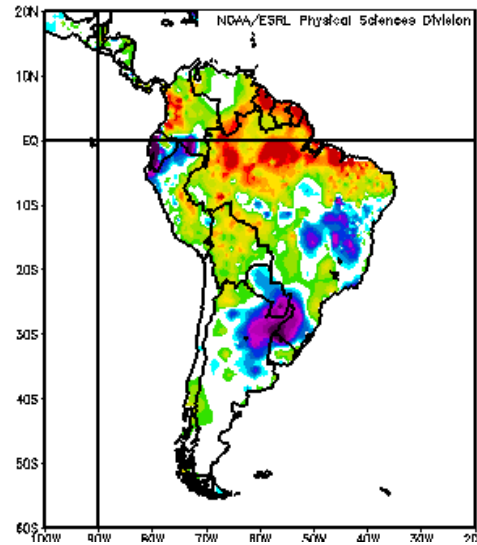 20N
NOAA/ESRL Physical Sciences Division
10N
EQ
10S
20S
30S
40S
50S
60S
100W 90W 80W 70W 60W 50W 40W 30W 20